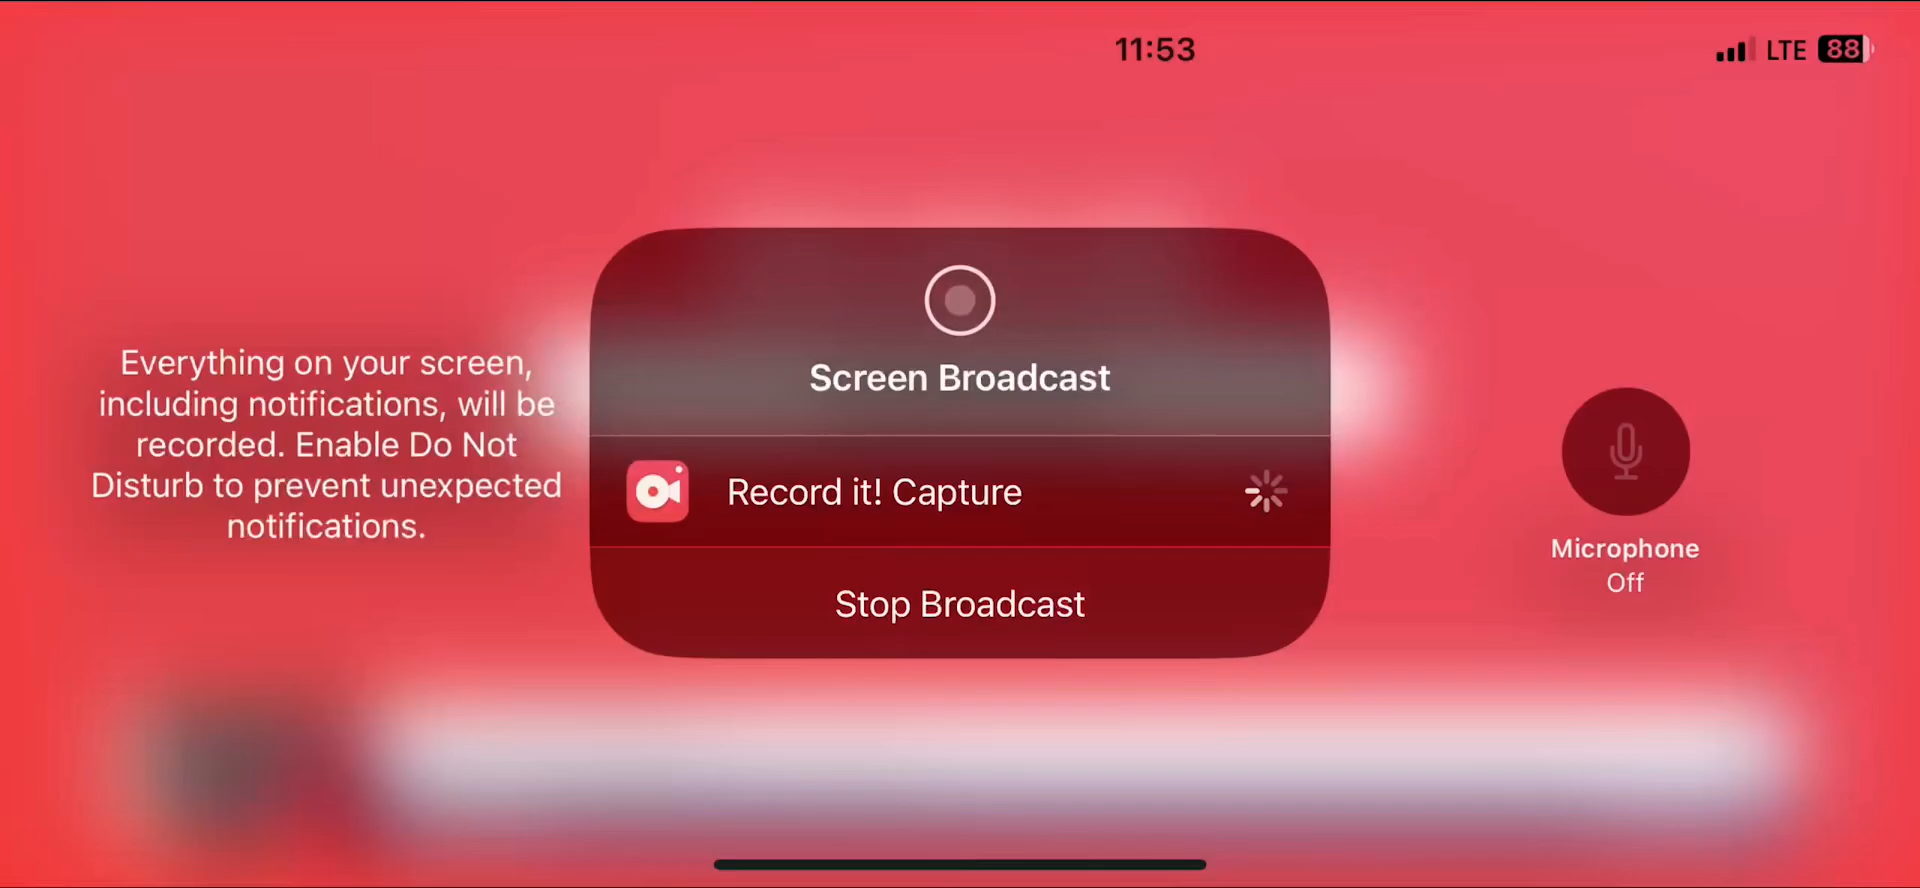 11:53
LTE 88
Screen Broadcast
Everything on your screen,
including notifications, will be
recorded. Enable Do Not
Disturb to prevent unexpected
notifications.
Record it! Capture
Stop Broadcast
Microphone
Off